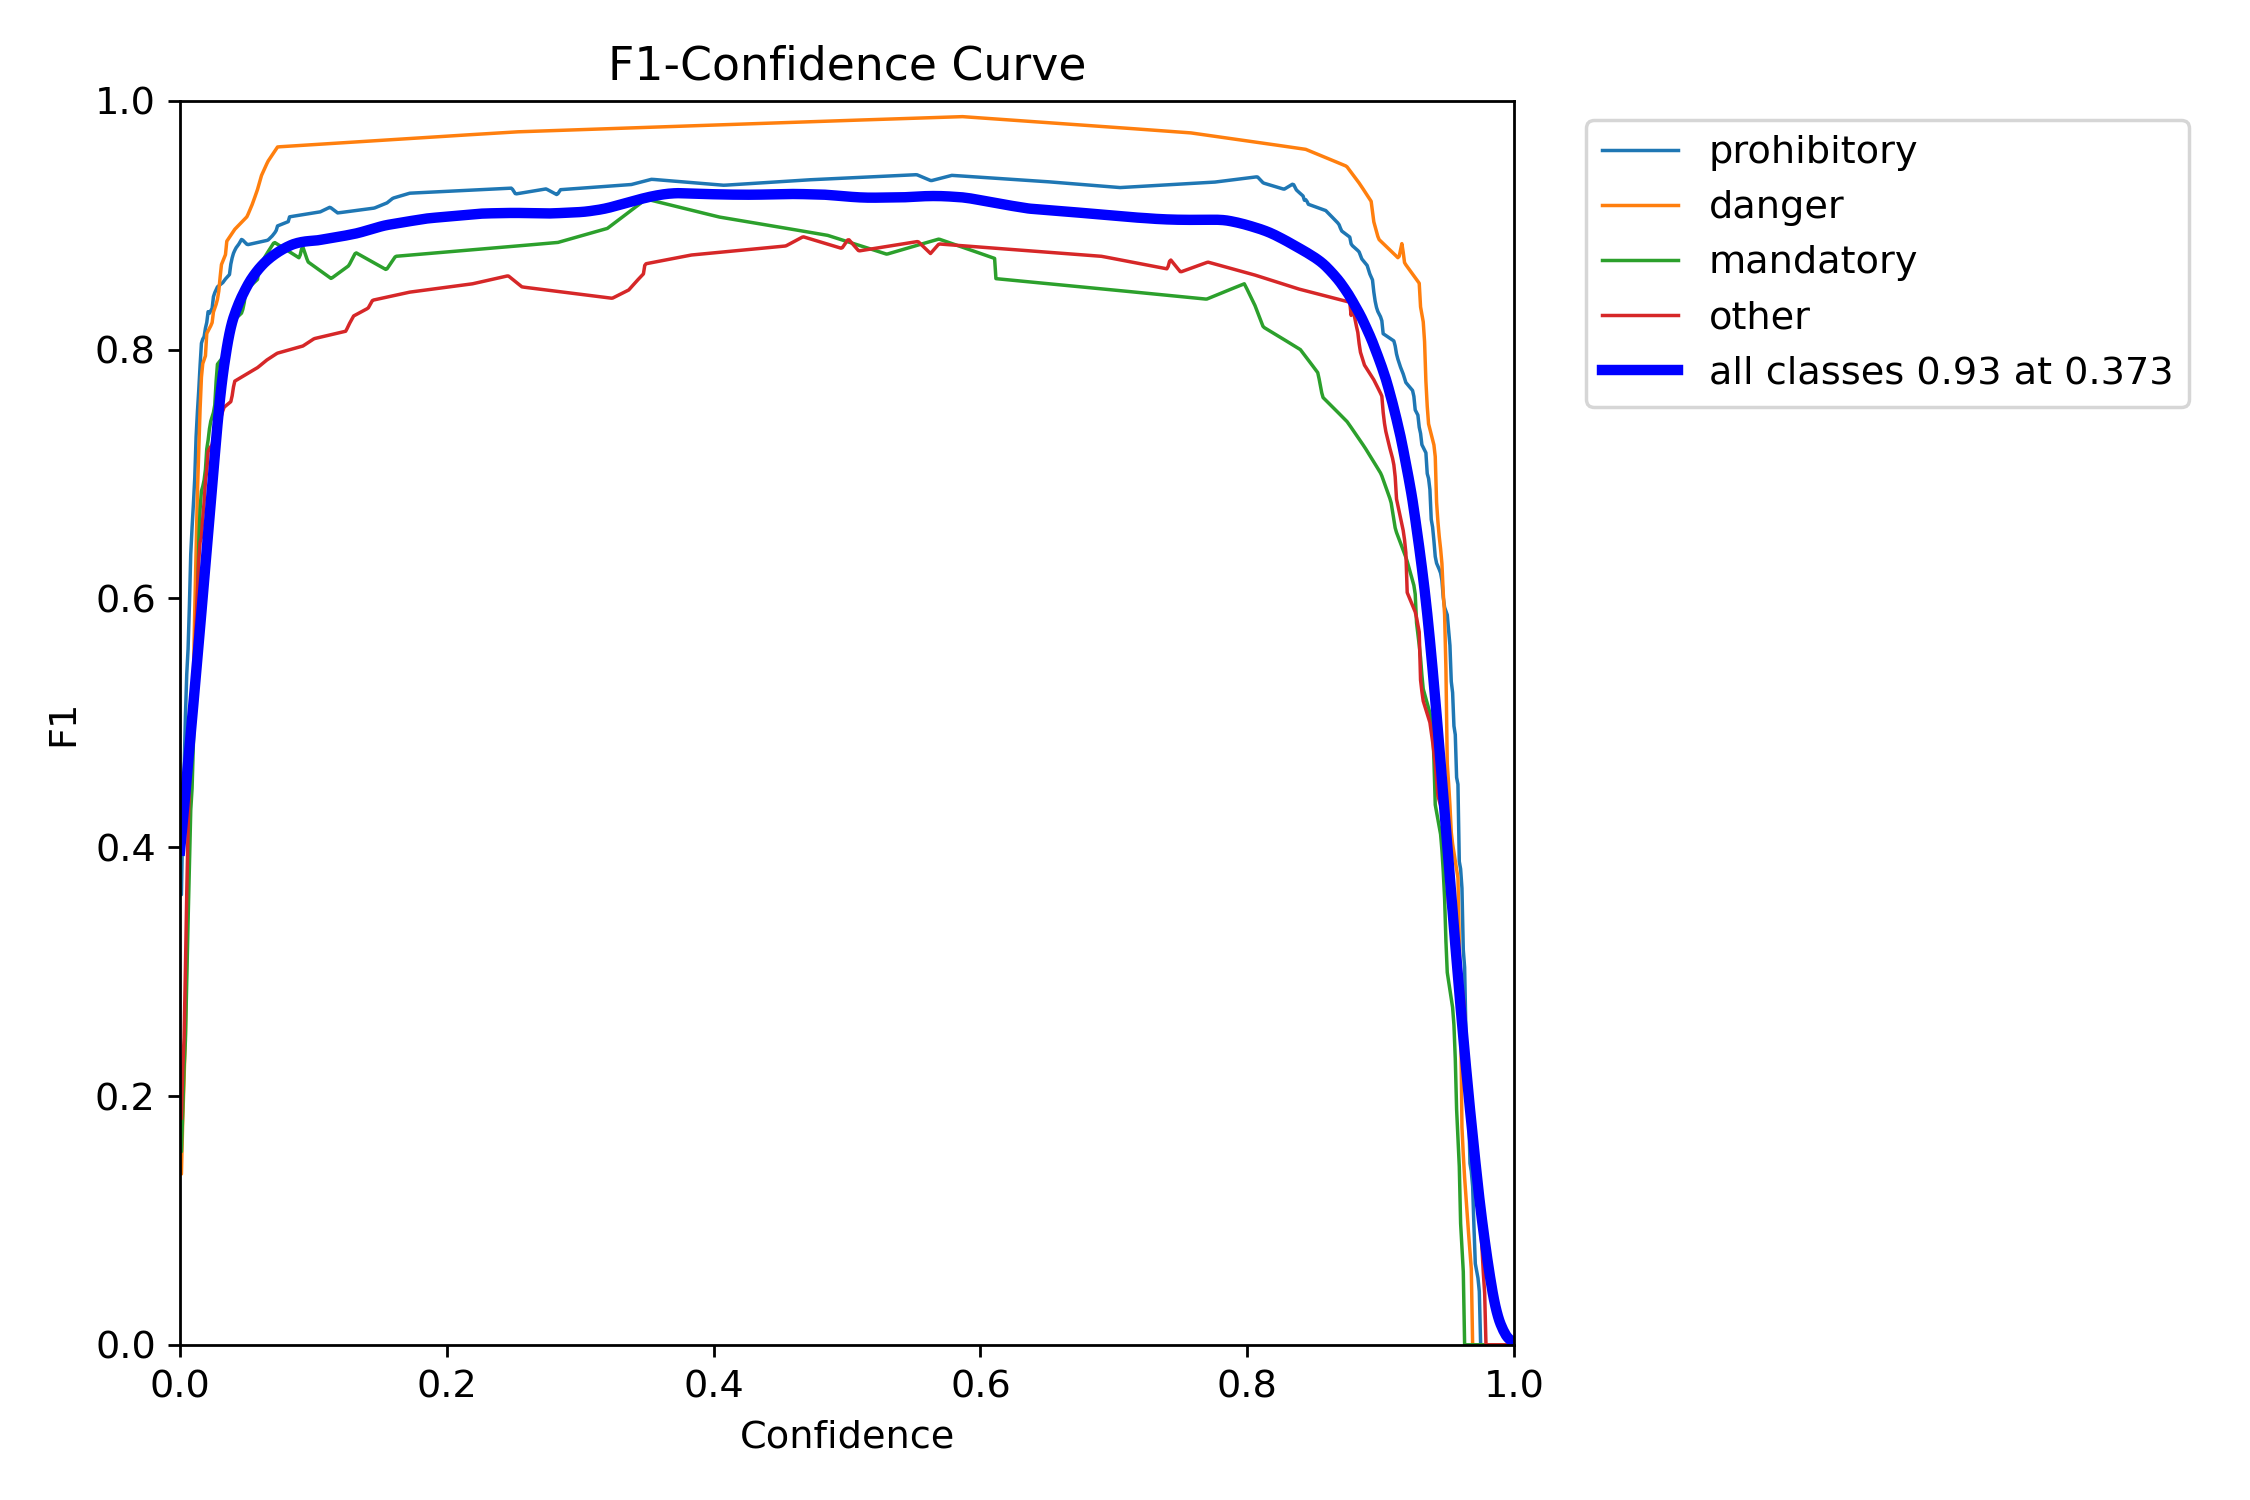 F1-Confidence Curve
1.0
0.8
0.6
0.4
0.2
0.0
F1
0.0 0.2 0.4 0.6 0.8 1.0
Confidence
prohibitory
danger
mandatory
other
all classes 0.93 at 0.373